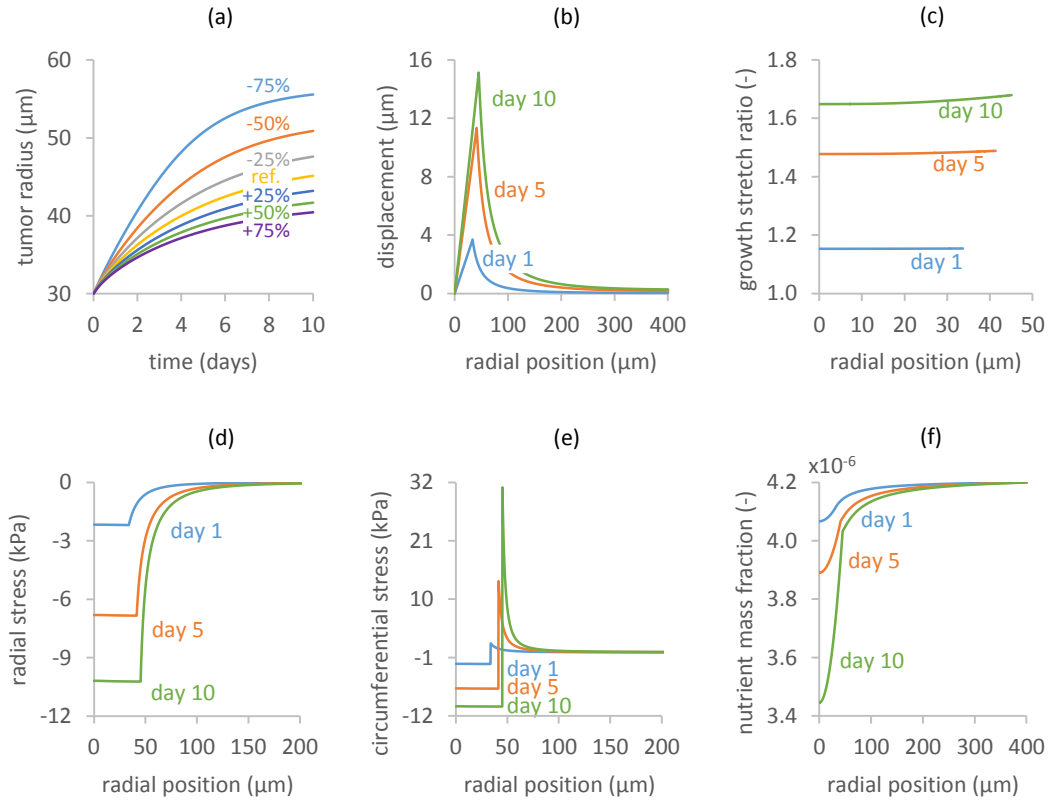 (a)
tumor radius (µm)
60
50
40
30
-75%
-50%
-25%
ref.
+25%
+50%
+75%
0 2 4 6 8 10
time (days)
(b)
displacement (µm)
16
12
8
4
0
day 10
day 5
day 1
0 100 200 300 400
radial position (µm)
(c)
growth stretch ratio (-)
1.8
1.6
1.4
1.2
1.0
day 10
day 5
day 1
0 10 20 30 40 50
radial position (µm)
(d)
radial stress (kPa)
0
-3
-6
-9
-12
day 1
day 5
day 10
0 50 100 150 200
radial position (µm)
(e)
circumferential stress (kPa)
32
21
10
-1
-12
day 1
day 5
day 10
0 50 100 150 200
radial position (µm)
(f)
x10⁻⁶
nutrient mass fraction (-)
4.2
4.0
3.8
3.6
3.4
day 1
day 5
day 10
0 100 200 300 400
radial position (µm)